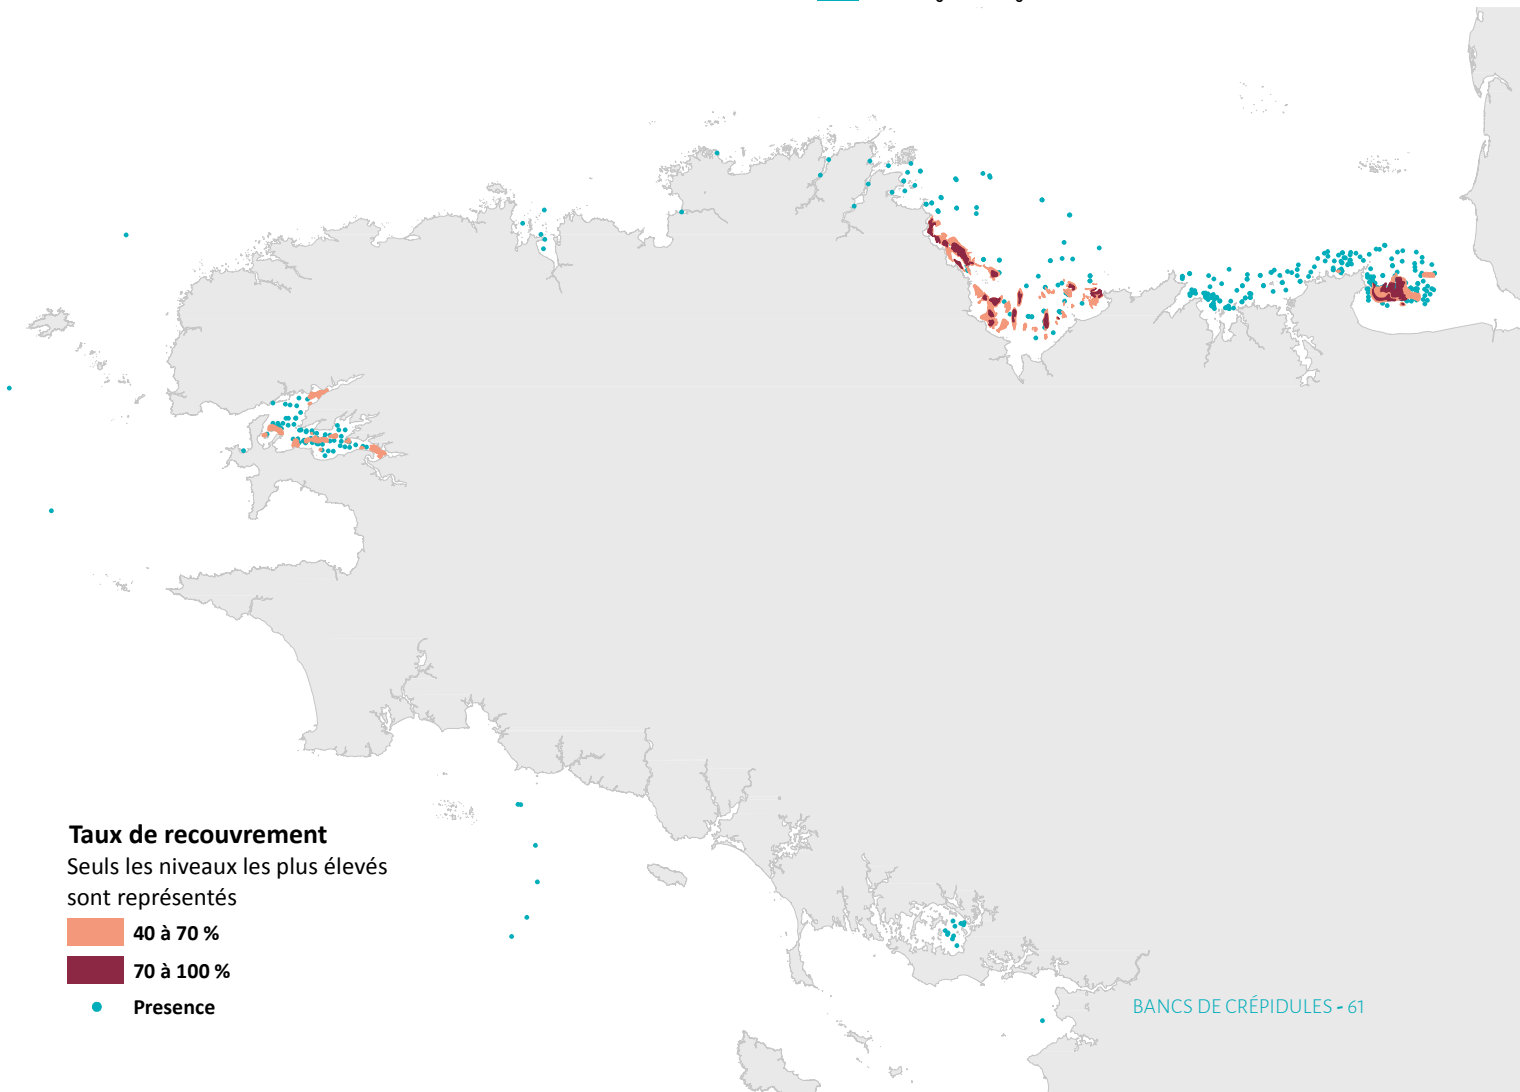 Taux de recouvrement
Seuls les niveaux les plus élevés
sont représentés
40 à 70 %
70 à 100 %
Presence
BANCS DE CRÉPIDULES - 61